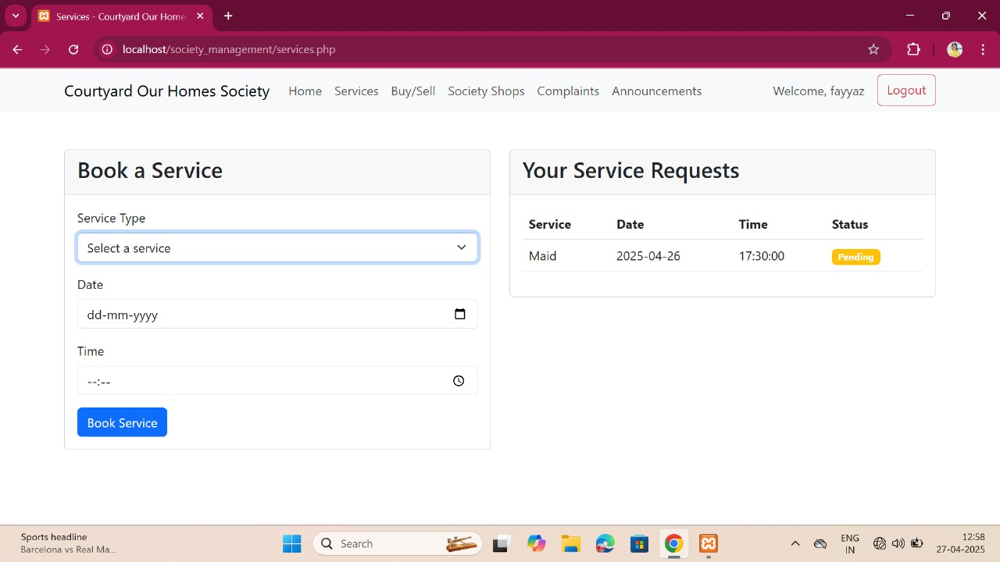 Services - Courtyard Our Home
localhost/society_management/services.php
Courtyard Our Homes Society Home Services Buy/Sell Society Shops Complaints Announcements Welcome, fayyaz Logout
Book a Service
Service Type
Select a service
Date
dd-mm-yyyy
Time
--:--
Book Service
Your Service Requests
Service Date Time Status
Maid 2025-04-26 17:30:00 Pending
Sports headline
Barcelona vs Real Ma...
Search
ENG
IN
12:58
27-04-2025